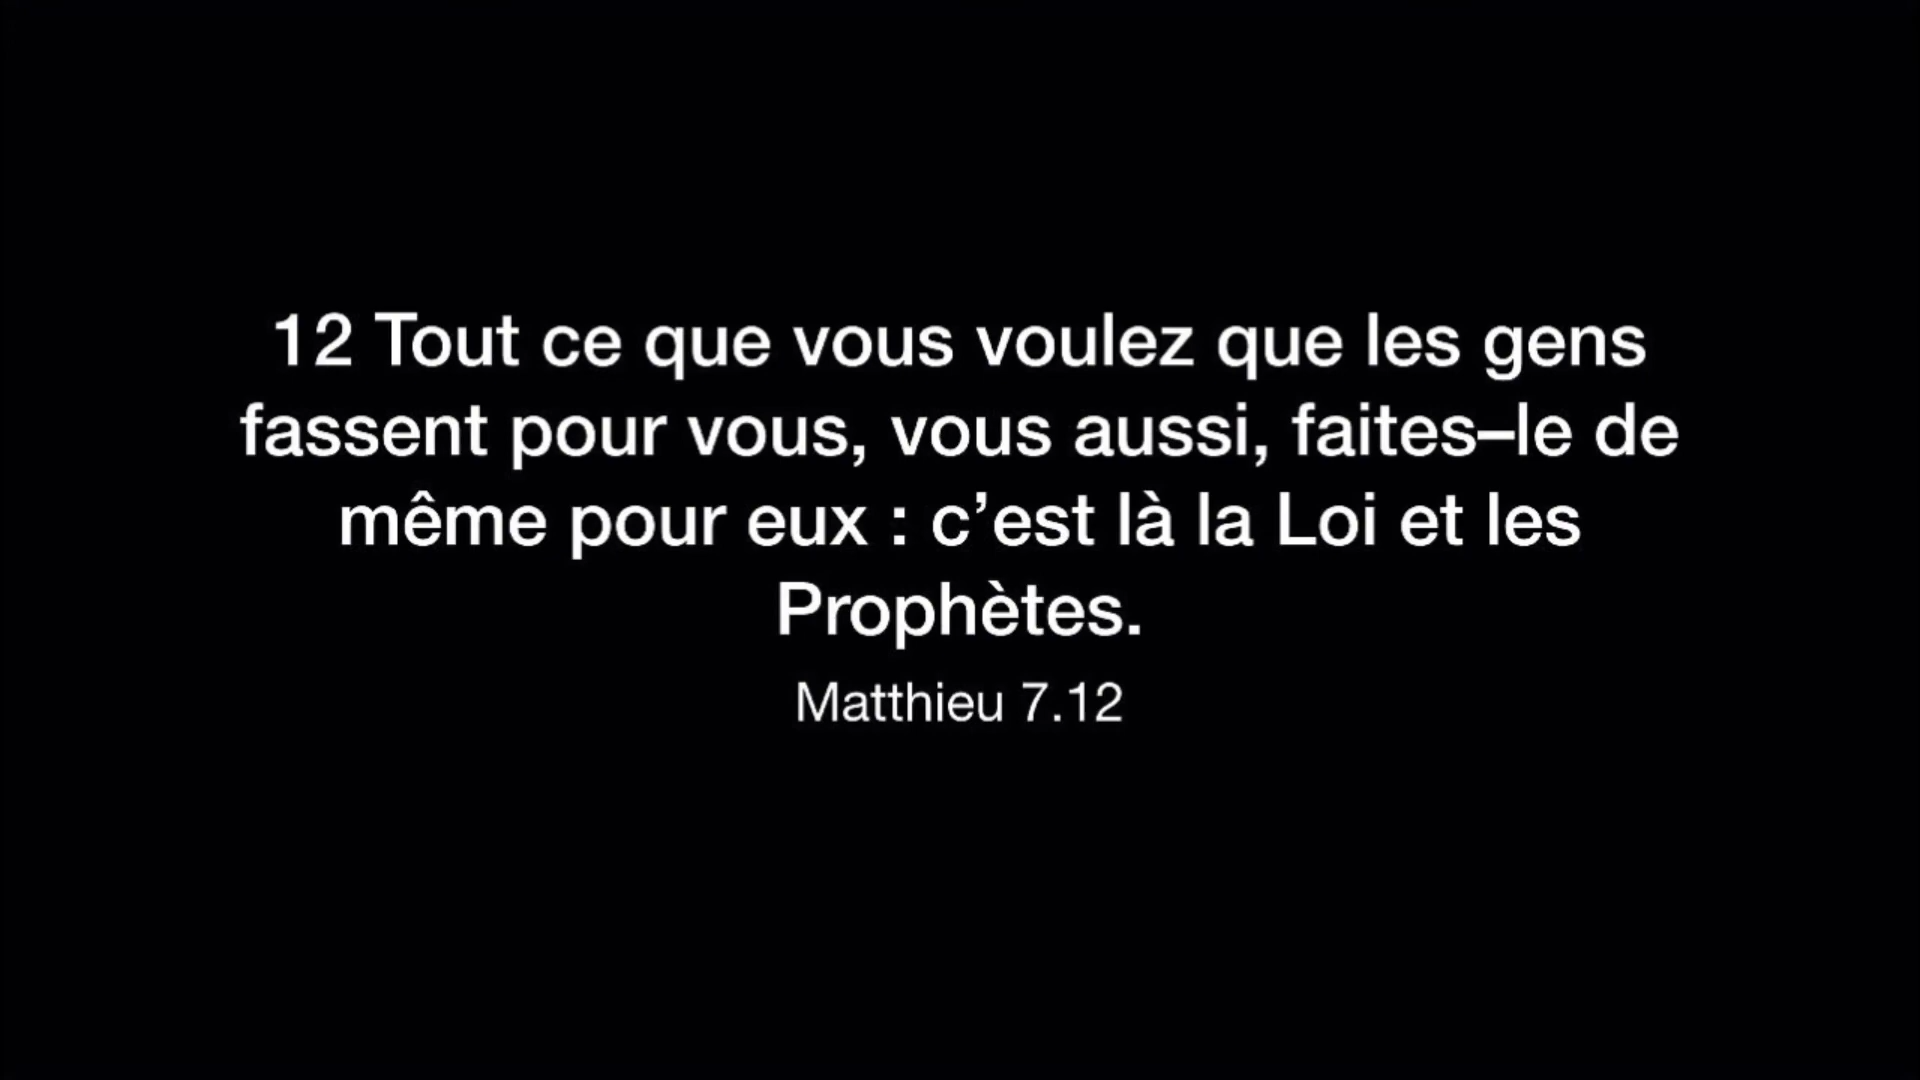 12 Tout ce que vous voulez que les gens
fassent pour vous, vous aussi, faites–le de
même pour eux : c’est là la Loi et les
Prophètes.
Matthieu 7.12